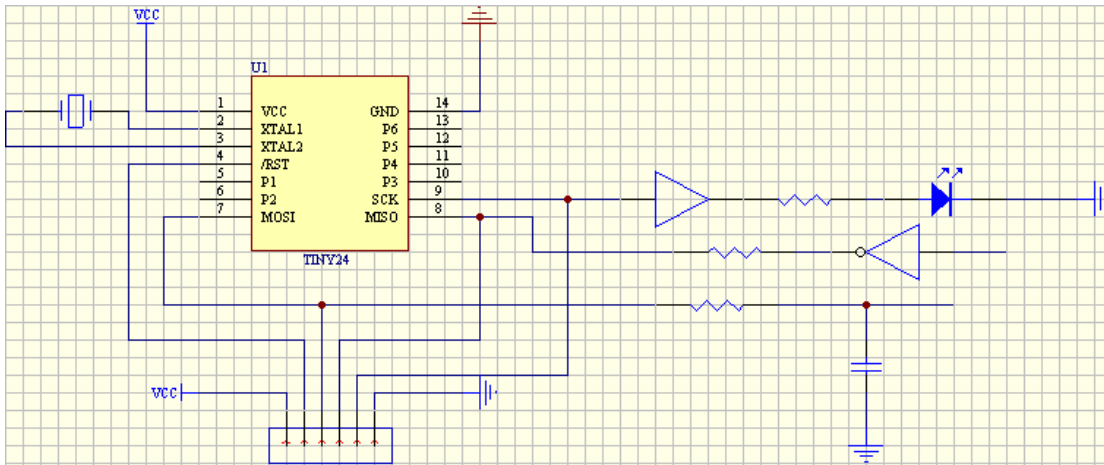 VCC
U1
1 VCC GND 14
2 XTAL1 P6 13
3 XTAL2 P5 12
4 /RST P4 11
5 P1 P3 10
6 P2 SCK 9
7 MOSI MISO 8
TINY24
VCC